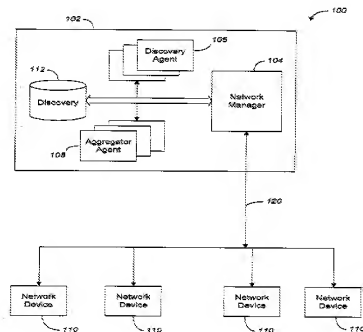 100
102
105
Discovery
Agent
112
104
Discovery
Network
Manager
Aggregator
Agent
108
120
Network
Device
Network
Device
Network
Device
Network
Device
110
110
110
110